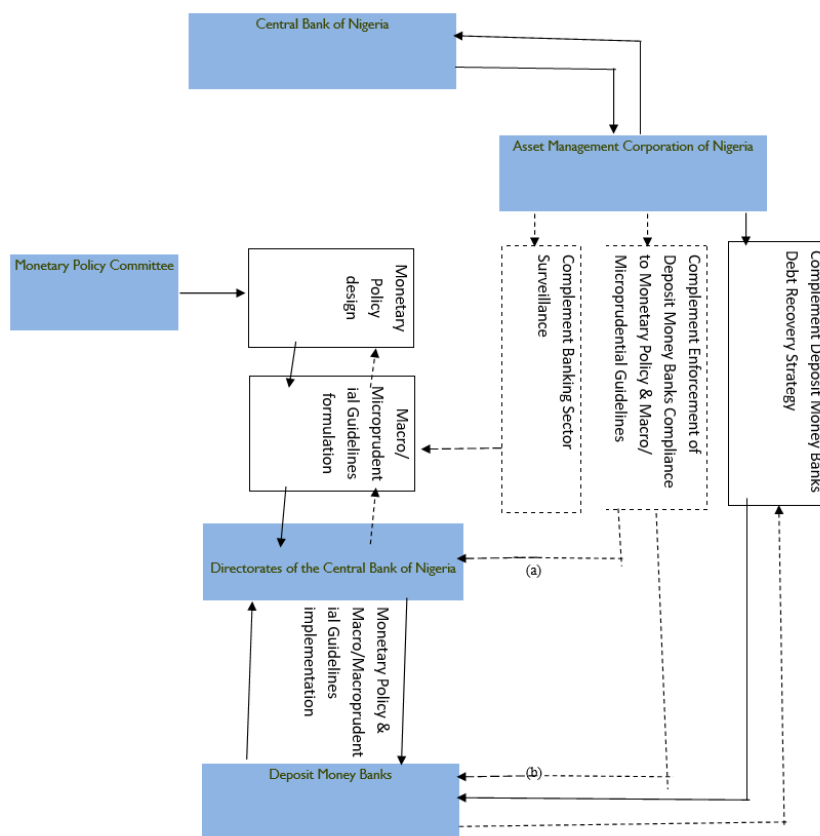 Central Bank of Nigeria
Asset Management Corporation of Nigeria
Monetary Policy Committee
Monetary
Policy
design
Macro/
Microprudent
ial Guidelines
formulation
Complement Banking Sector
Surveillance
Complement Enforcement of
Deposit Money Banks Compliance
to Monetary Policy & Macro/
Microprudential Guidelines
Complement Deposit Money Banks
Debt Recovery Strategy
Directorates of the Central Bank of Nigeria
(a)
Monetary Policy &
Macro/Macroprudent
ial Guidelines
implementation
(b)
Deposit Money Banks